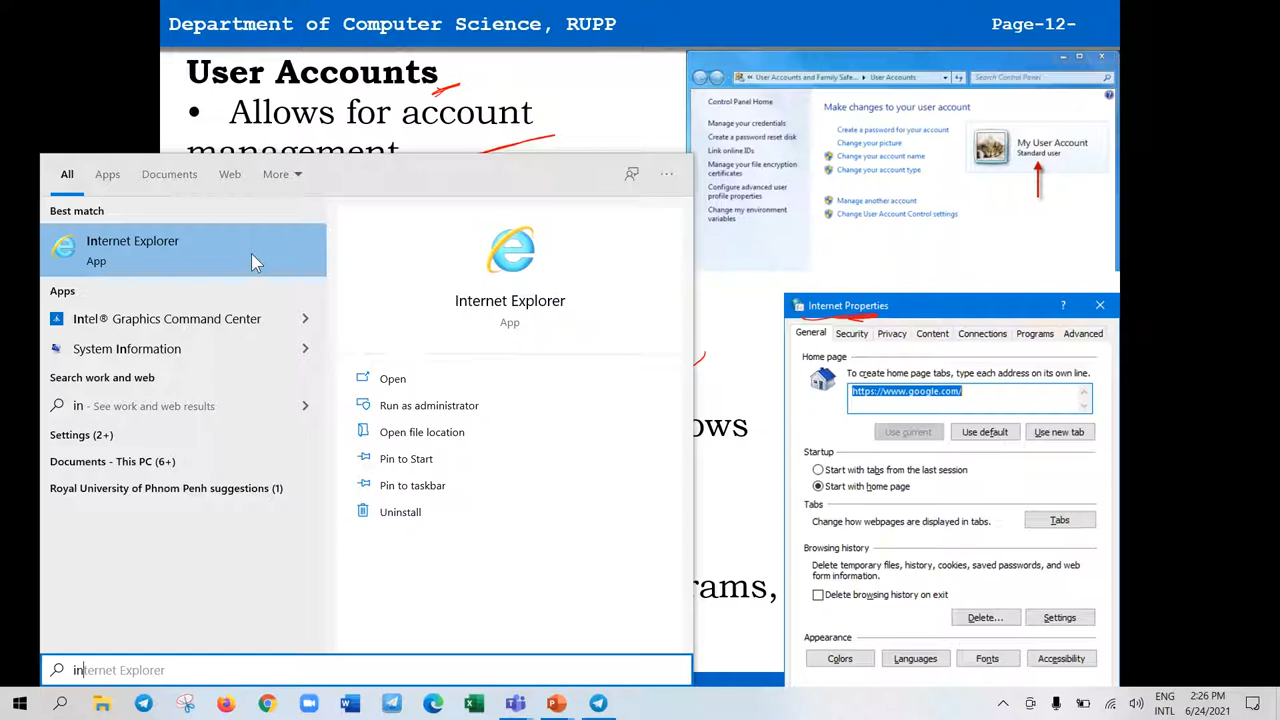 Department of Computer Science, RUPP
Page-12-
User Accounts
• Allows for account
management
All
Apps
Documents
Web
More
Best match
Internet Explorer
App
Apps
System Information
Search work and web
in - See work and web results
Settings (2+)
Documents - This PC (6+)
Royal University of Phnom Penh suggestions (1)
Internet Explorer
App
Open
Run as administrator
Open file location
Pin to Start
Pin to taskbar
Uninstall
internet Explorer
User Accounts and Family Safe...
User Accounts
Search Control Panel
Control Panel Home
Manage your credentials
Create a password reset disk
Link online IDs
Manage your file encryption
certificates
Configure advanced user
profile properties
Change my environment
variables
Make changes to your user account
Create a password for your account
Change your picture
Change your account name
Change your account type
Manage another account
Change User Account Control settings
My User Account
Standard user
ows
rams,
Internet Properties
?
General
Security
Privacy
Content
Connections
Programs
Advanced
Home page
To create home page tabs, type each address on its own line.
https://www.google.com/
Use current
Use default
Use new tab
Startup
Start with tabs from the last session
Start with home page
Tabs
Change how webpages are displayed in tabs.
Tabs
Browsing history
Delete temporary files, history, cookies, saved passwords, and web
form information.
Delete browsing history on exit
Delete...
Settings
Appearance
Colors
Languages
Fonts
Accessibility
ENG
INTL
2:26 PM
6/24/2021